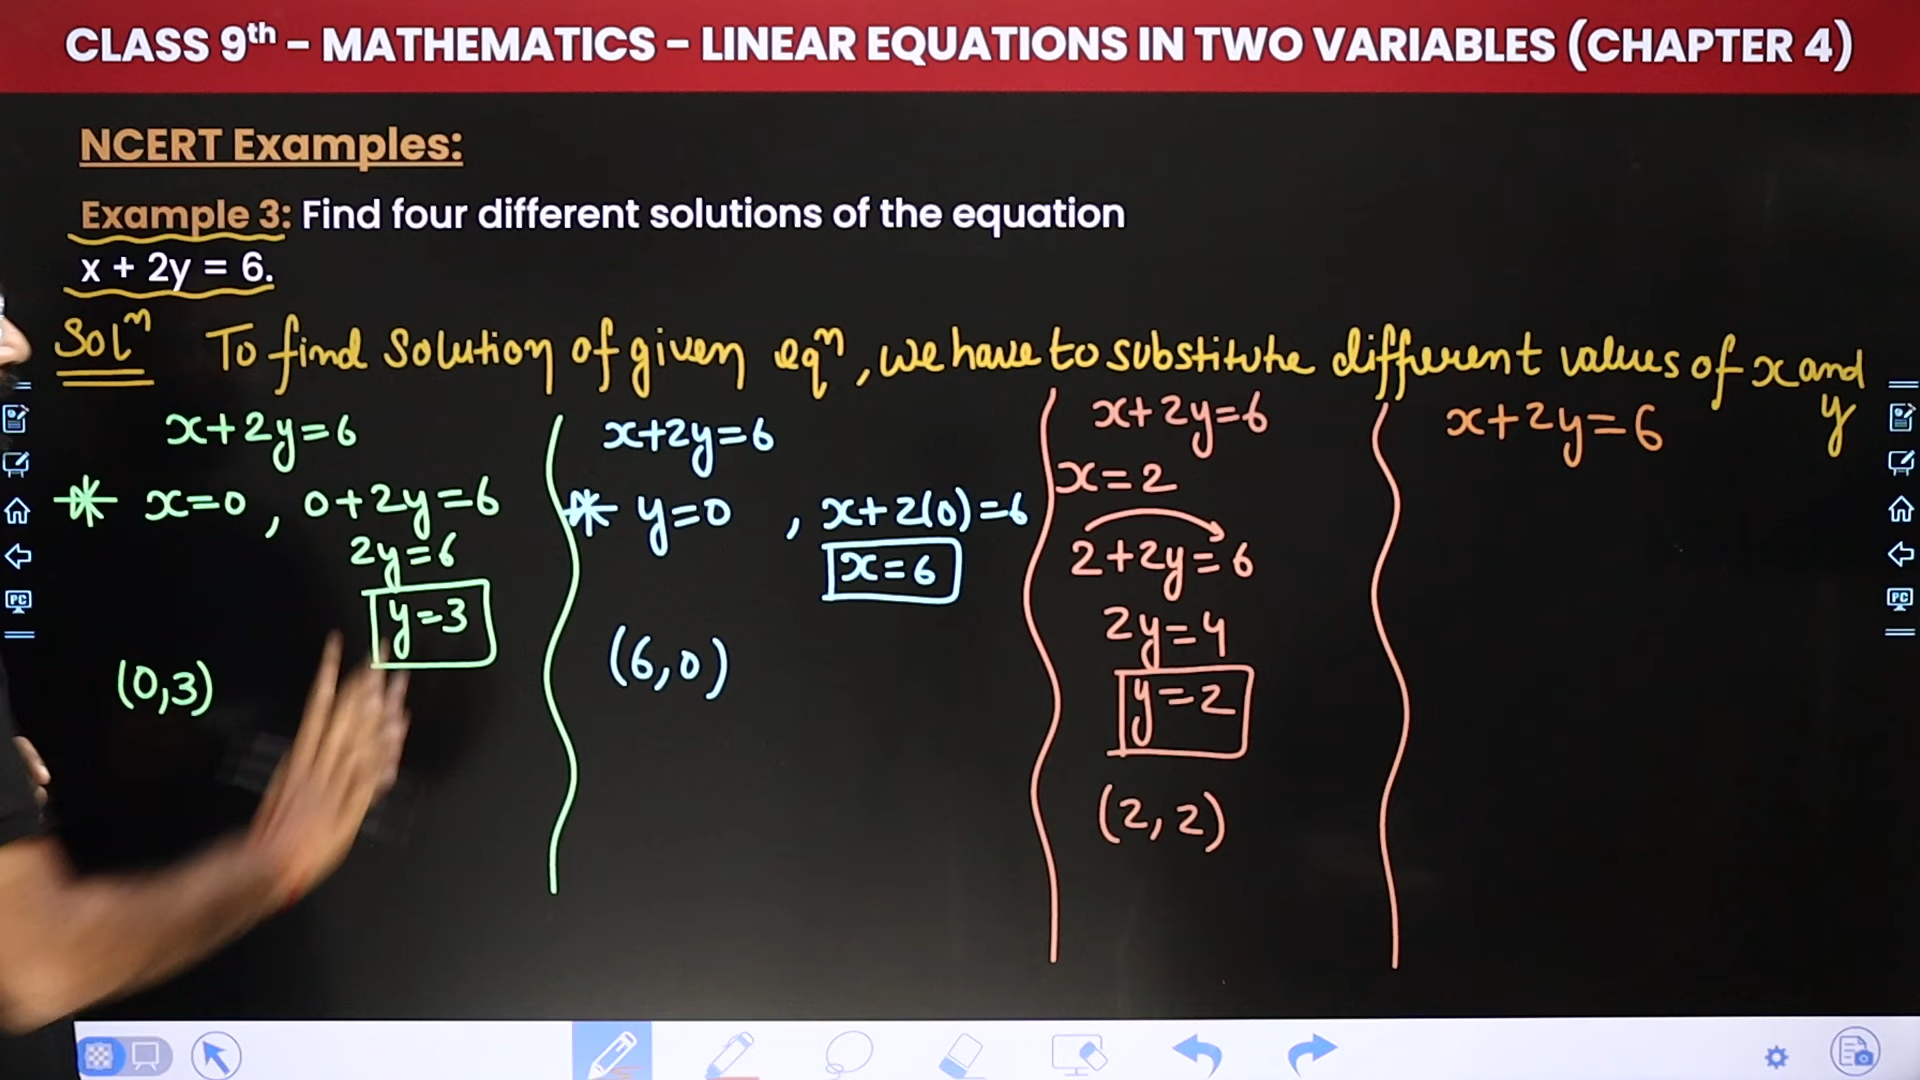 CLASS 9th - MATHEMATICS - LINEAR EQUATIONS IN TWO VARIABLES (CHAPTER 4)
NCERT Examples:
Example 3: Find four different solutions of the equation
x + 2y = 6.
Solⁿ To find solution of given eqⁿ, we have to substitute different values of x and y
x+2y=6
* x=0, 0+2y=6
2y=6
y=3
(0,3)
x+2y=6
* y=0, x+2(0)=6
x=6
(6,0)
x+2y=6
x=2
2+2y=6
2y=4
y=2
(2,2)
x+2y=6
PC
PC